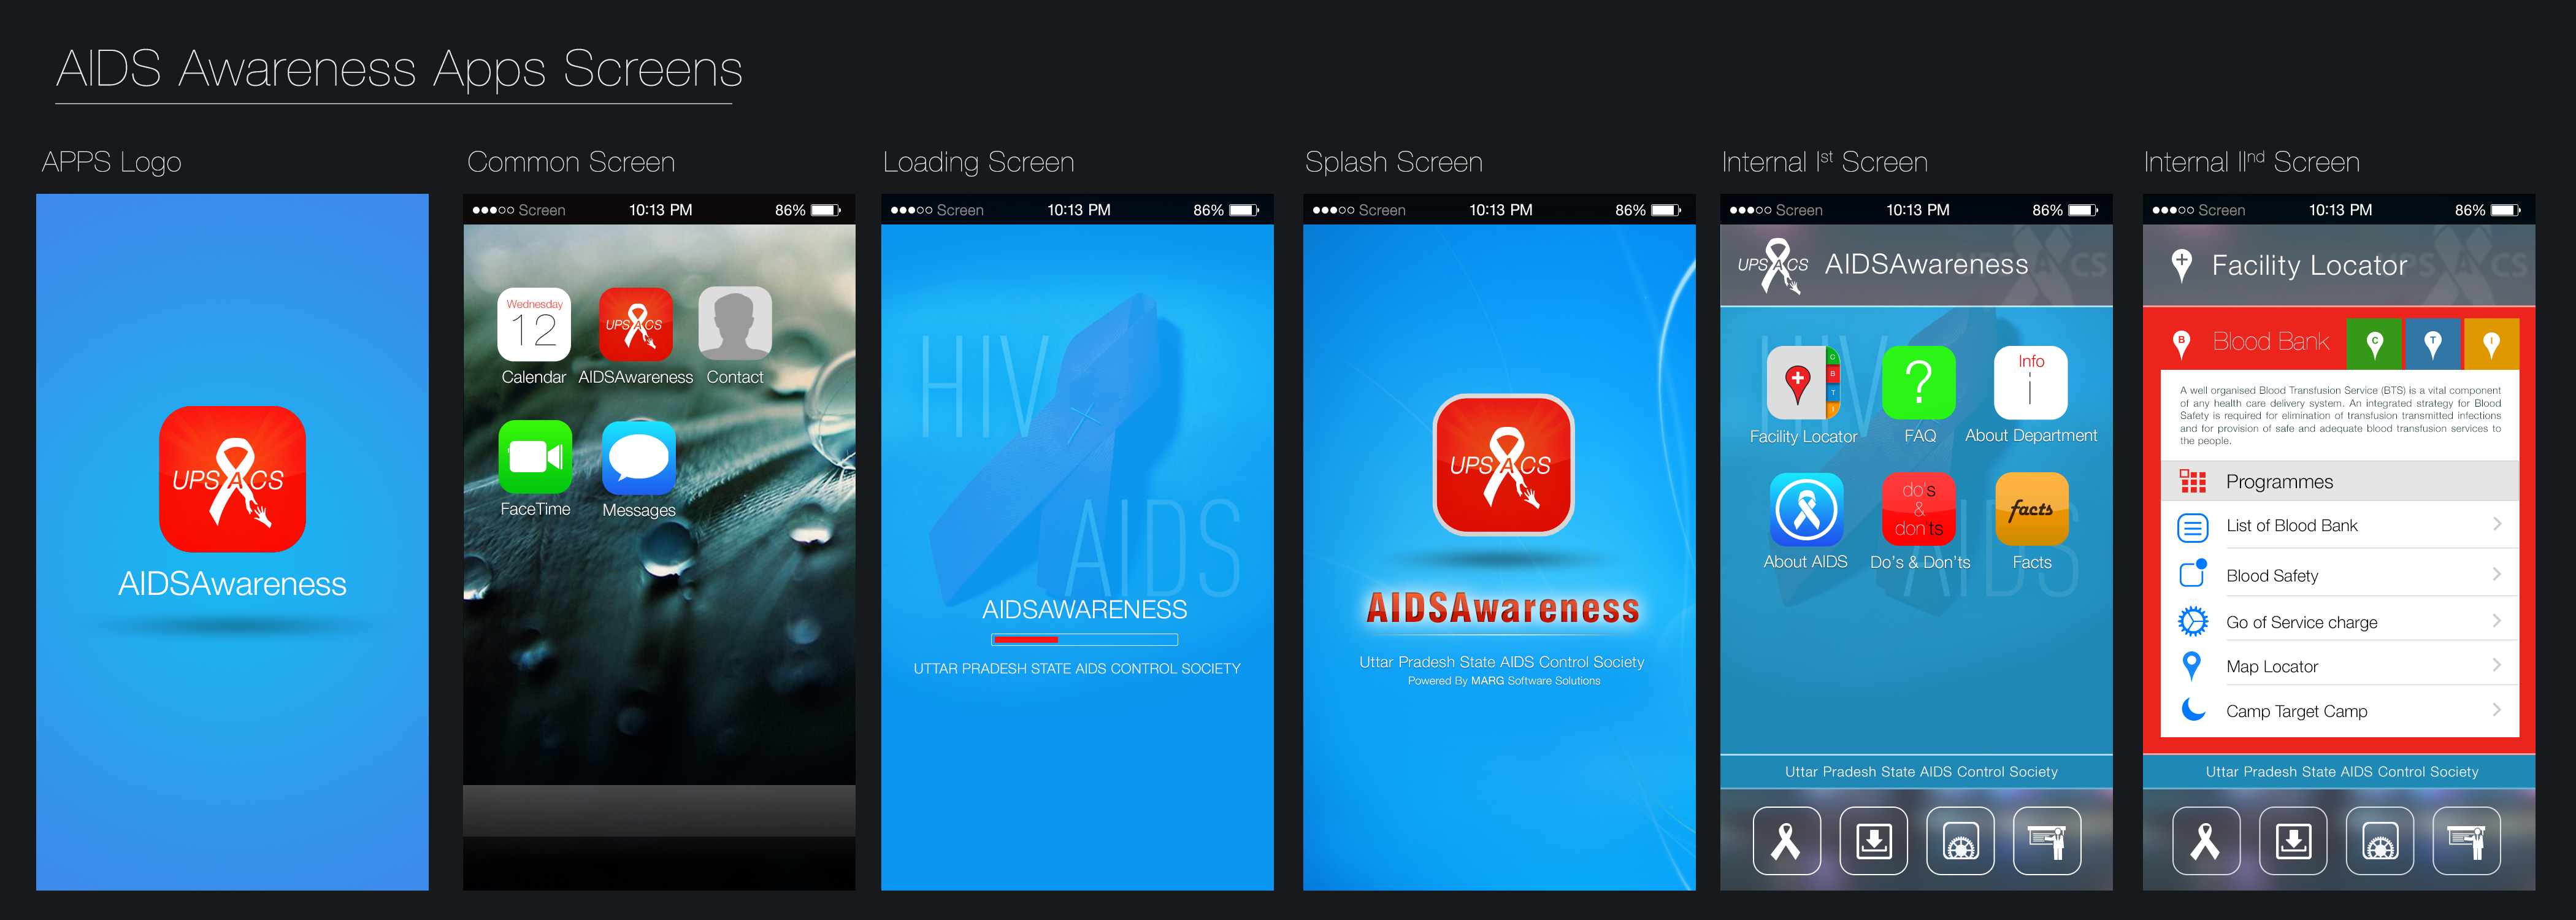 AIDS Awareness Apps Screens
APPS Logo
UPSACS
AIDSAwareness
Common Screen
Screen 10:13 PM 86%
Wednesday
12
UPSACS
Calendar AIDSAwareness Contact
FaceTime Messages
Loading Screen
Screen 10:13 PM 86%
HIV
AIDS
AIDSAWARENESS
UTTAR PRADESH STATE AIDS CONTROL SOCIETY
Splash Screen
Screen 10:13 PM 86%
UPSACS
AIDSAwareness
Uttar Pradesh State AIDS Control Society
Powered By MARG Software Solutions
Internal Ist Screen
Screen 10:13 PM 86%
UPSACS AIDSAwareness
ACS
HIV
AIDS
C
B
T
I
?
Info
i
Facility Locator FAQ About Department
do's
&
don'ts
facts
About AIDS Do's & Don'ts Facts
Uttar Pradesh State AIDS Control Society
Internal IInd Screen
Screen 10:13 PM 86%
Facility Locator
PSACS
B Blood Bank C T I
A well organised Blood Transfusion Service (BTS) is a vital component
of any health care delivery system. An integrated strategy for Blood
Safety is required for elimination of transfusion transmitted infections
and for provision of safe and adequate blood transfusion services to
the people.
Programmes
List of Blood Bank
Blood Safety
Go of Service charge
Map Locator
Camp Target Camp
Uttar Pradesh State AIDS Control Society